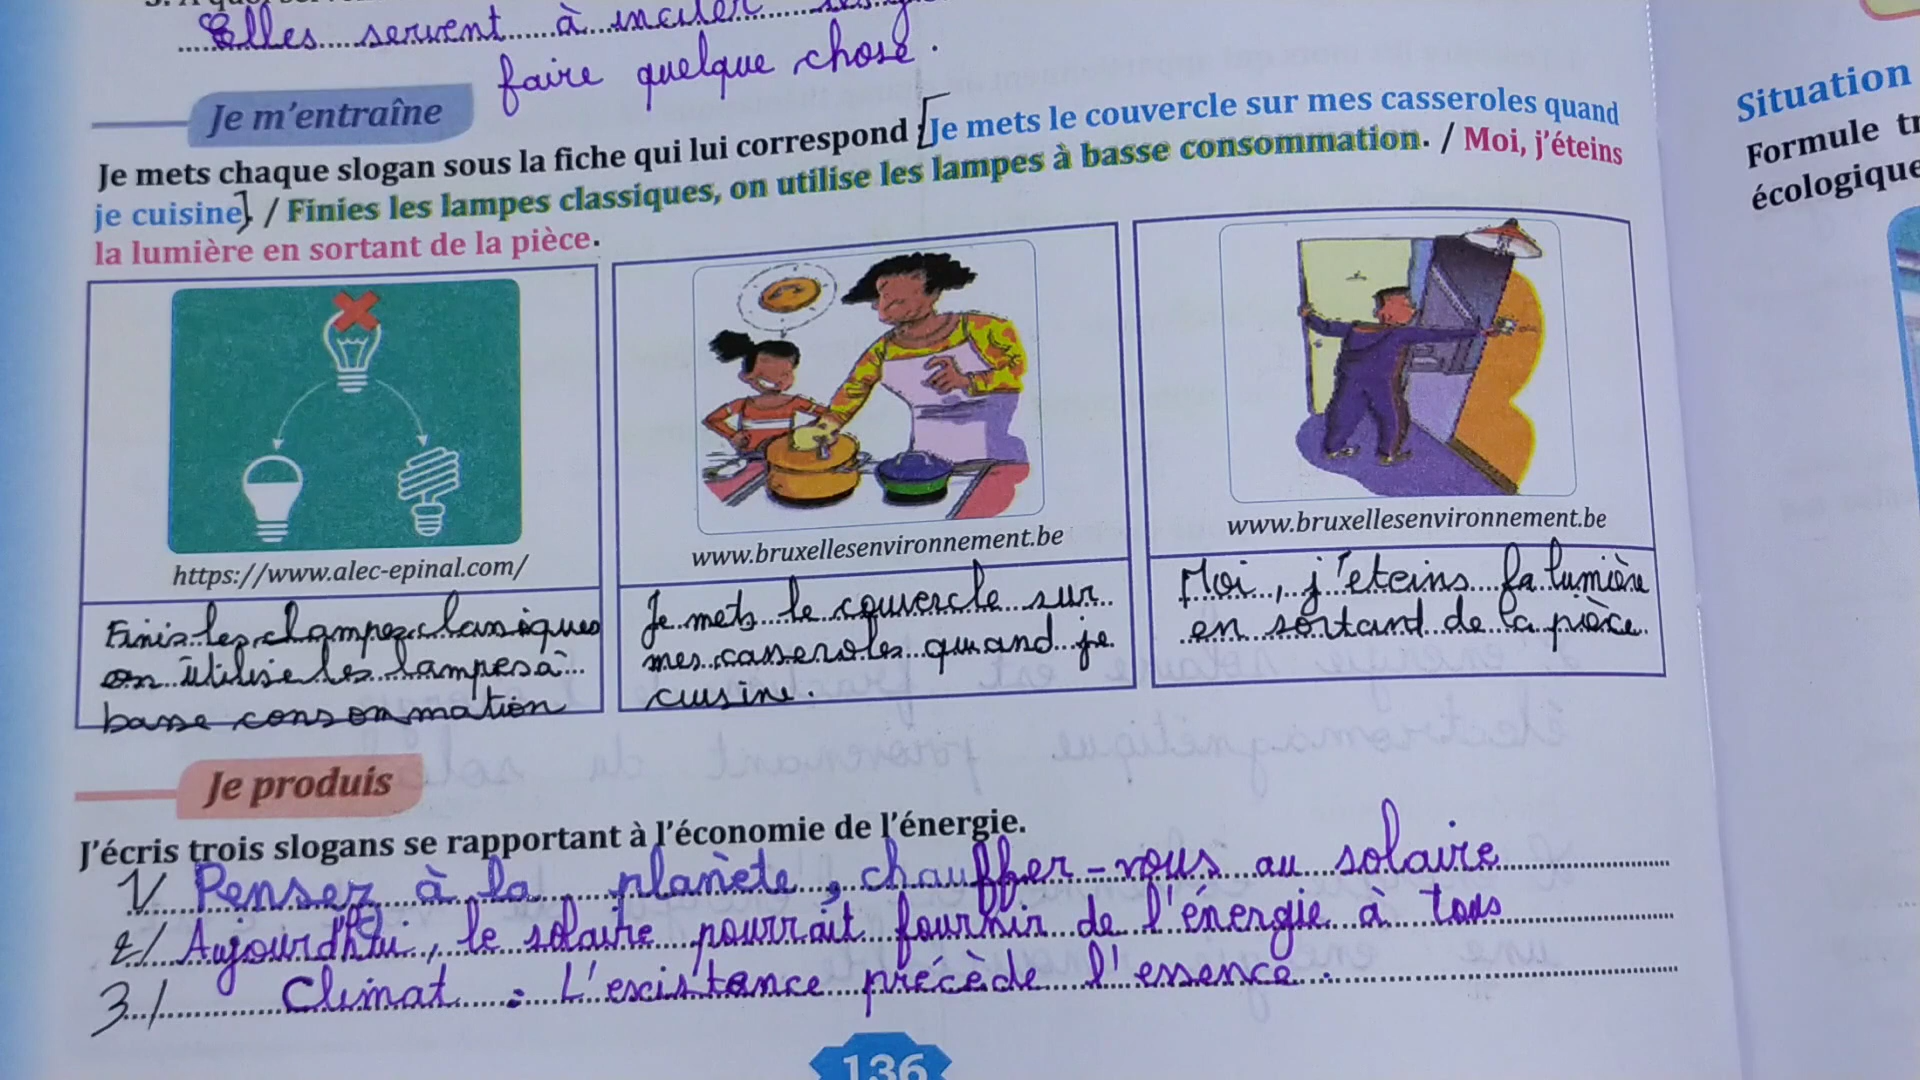 Elles servent à inciter
faire quelque chose.
Je m'entraîne
Je mets chaque slogan sous la fiche qui lui correspond : [Je mets le couvercle sur mes casseroles quand
je cuisine]. / Finies les lampes classiques, on utilise les lampes à basse consommation. / Moi, j'éteins
la lumière en sortant de la pièce.
https://www.alec-epinal.com/
Finis les lampes classiques
on utilise les lampes à
basse consommation
www.bruxellesenvironnement.be
Je mets le couvercle sur
mes casseroles quand je
cuisine.
www.bruxellesenvironnement.be
Moi, j'éteins la lumière
en sortand de la pièce.
Je produis
J'écris trois slogans se rapportant à l'économie de l'énergie.
1/ Pensez à la planète, chauffer-vous au solaire
2/ Aujourd'hui, le solaire pourrait fournir de l'énergie à tous
3/ Climat : L'existance précède l'essence.
136
Situation
Formule
écologique